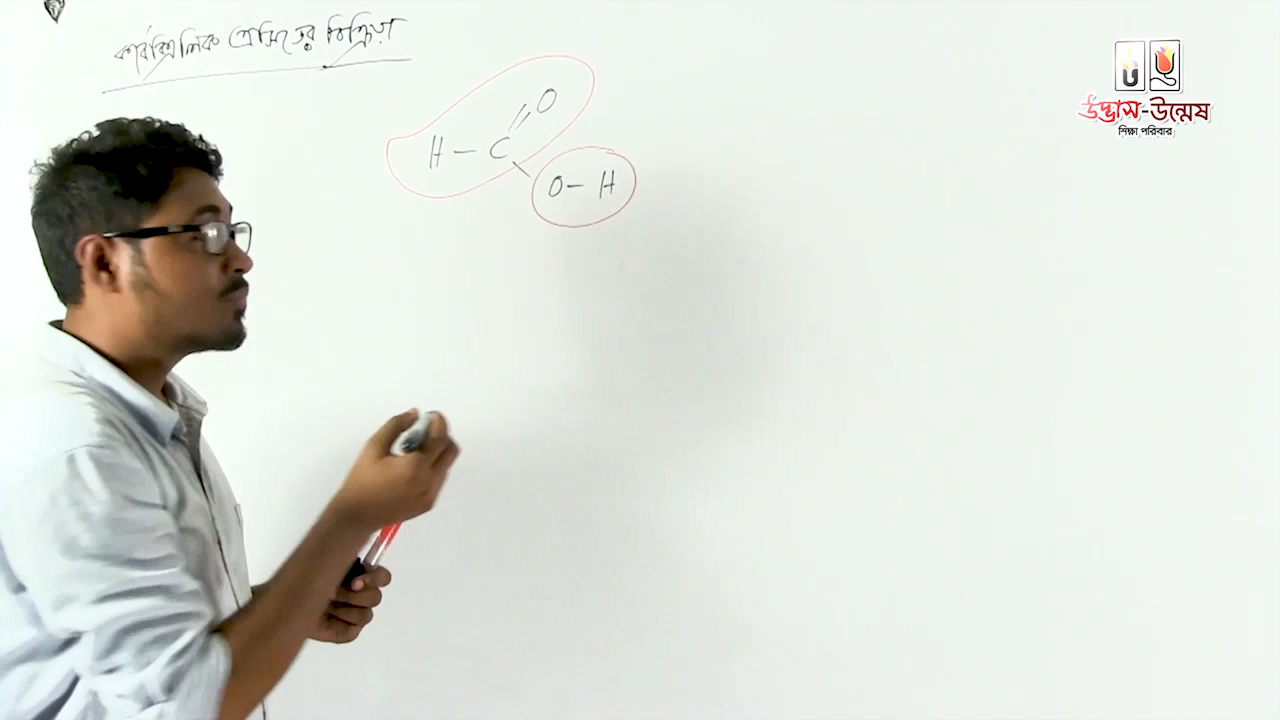 কার্বক্সিলিক এসিডের বিক্রিয়া
O
H – C
O – H
উদ্ভাস-উন্মেষ
শিক্ষা পরিবার